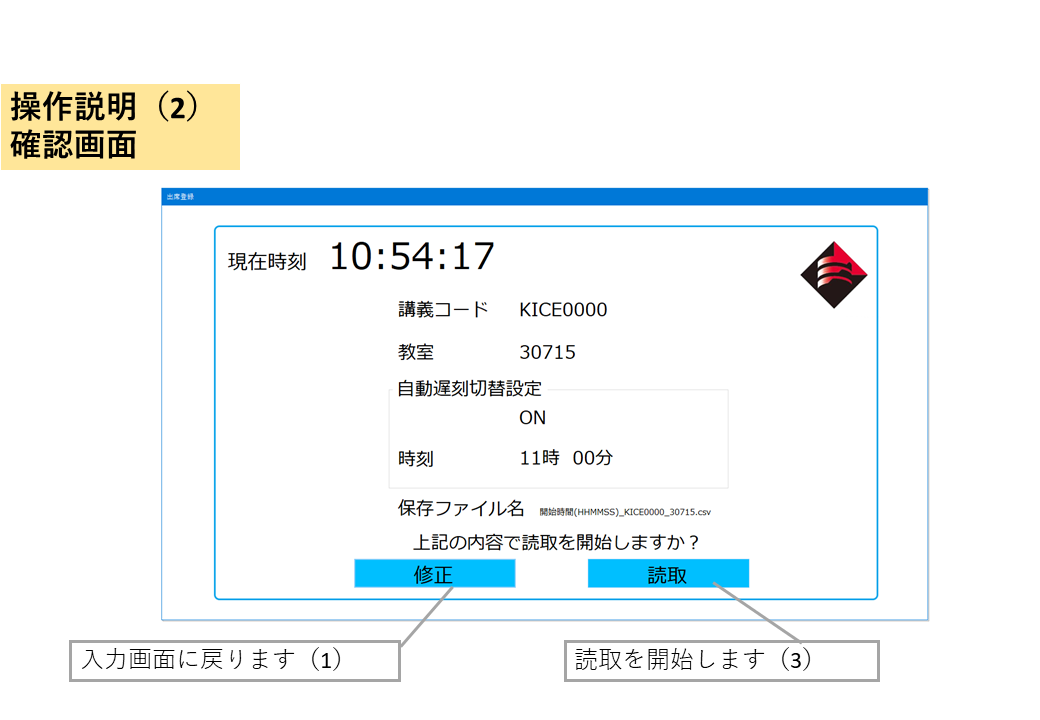 操作説明（2）
確認画面
出席登録
現在時刻 10:54:17
講義コード KICE0000
教室 30715
自動遅刻切替設定
ON
時刻 11時 00分
保存ファイル名 開始時間(HHMMSS)_KICE0000_30715.csv
上記の内容で読取を開始しますか？
修正 読取
入力画面に戻ります（1） 読取を開始します（3）